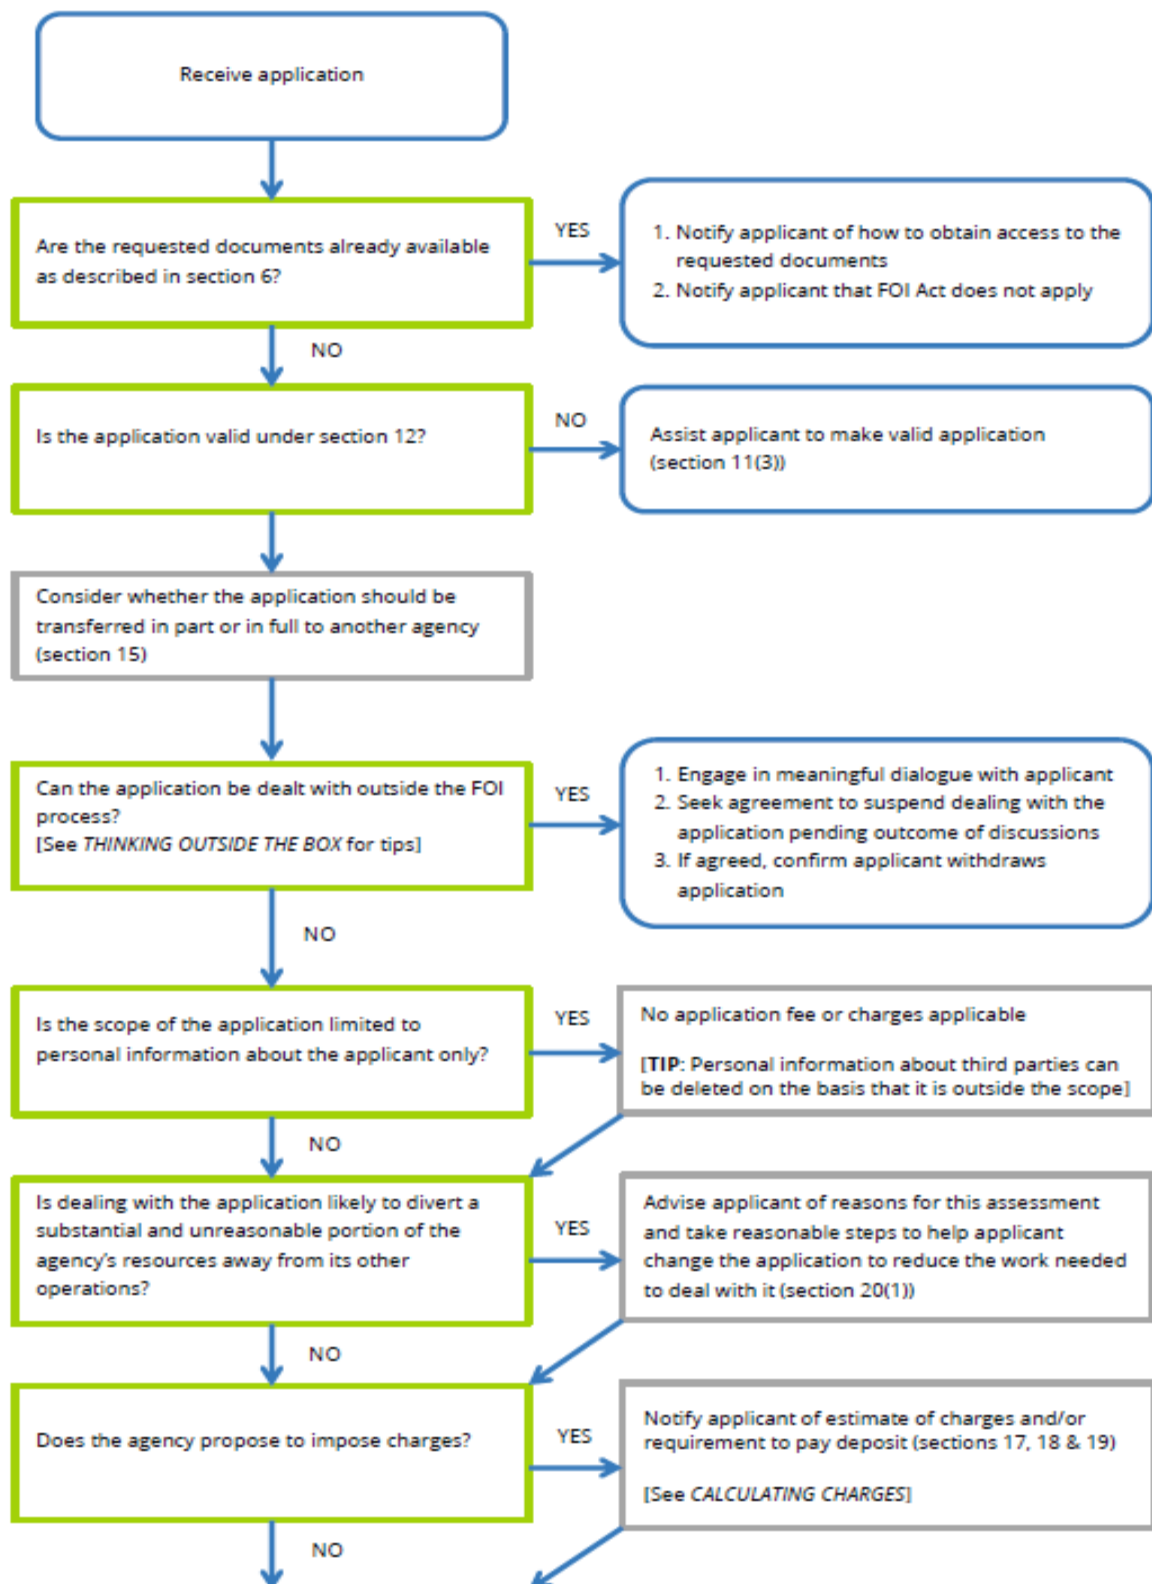 Receive application
Are the requested documents already available
as described in section 6?
YES
1. Notify applicant of how to obtain access to the
requested documents
2. Notify applicant that FOI Act does not apply
NO
Is the application valid under section 12?
NO
Assist applicant to make valid application
(section 11(3))
Consider whether the application should be
transferred in part or in full to another agency
(section 15)
Can the application be dealt with outside the FOI
process?
[See THINKING OUTSIDE THE BOX for tips]
YES
1. Engage in meaningful dialogue with applicant
2. Seek agreement to suspend dealing with the
application pending outcome of discussions
3. If agreed, confirm applicant withdraws
application
NO
Is the scope of the application limited to
personal information about the applicant only?
YES
No application fee or charges applicable
[TIP: Personal information about third parties can
be deleted on the basis that it is outside the scope]
NO
Is dealing with the application likely to divert a
substantial and unreasonable portion of the
agency's resources away from its other
operations?
YES
Advise applicant of reasons for this assessment
and take reasonable steps to help applicant
change the application to reduce the work needed
to deal with it (section 20(1))
NO
Does the agency propose to impose charges?
YES
Notify applicant of estimate of charges and/or
requirement to pay deposit (sections 17, 18 & 19)
[See CALCULATING CHARGES]
NO